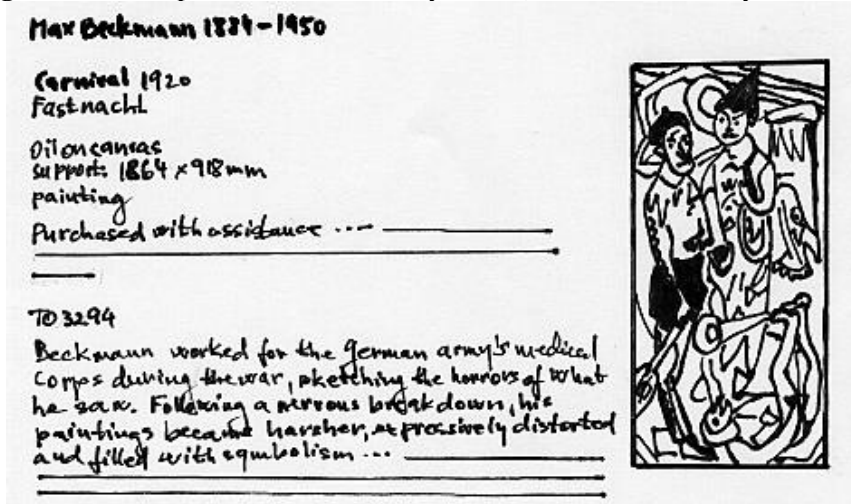 Max Beckmann 1884-1950
Carnival 1920
Fastnacht
Oil on canvas
support: 1864 x 918 mm
painting
Purchased with assistance ...
TO 3294
Beckmann worked for the German army's medical
corps during the war, sketching the horrors of what
he saw. Following a nervous breakdown, his
paintings became harsher, expressively distorted
and filled with symbolism ...